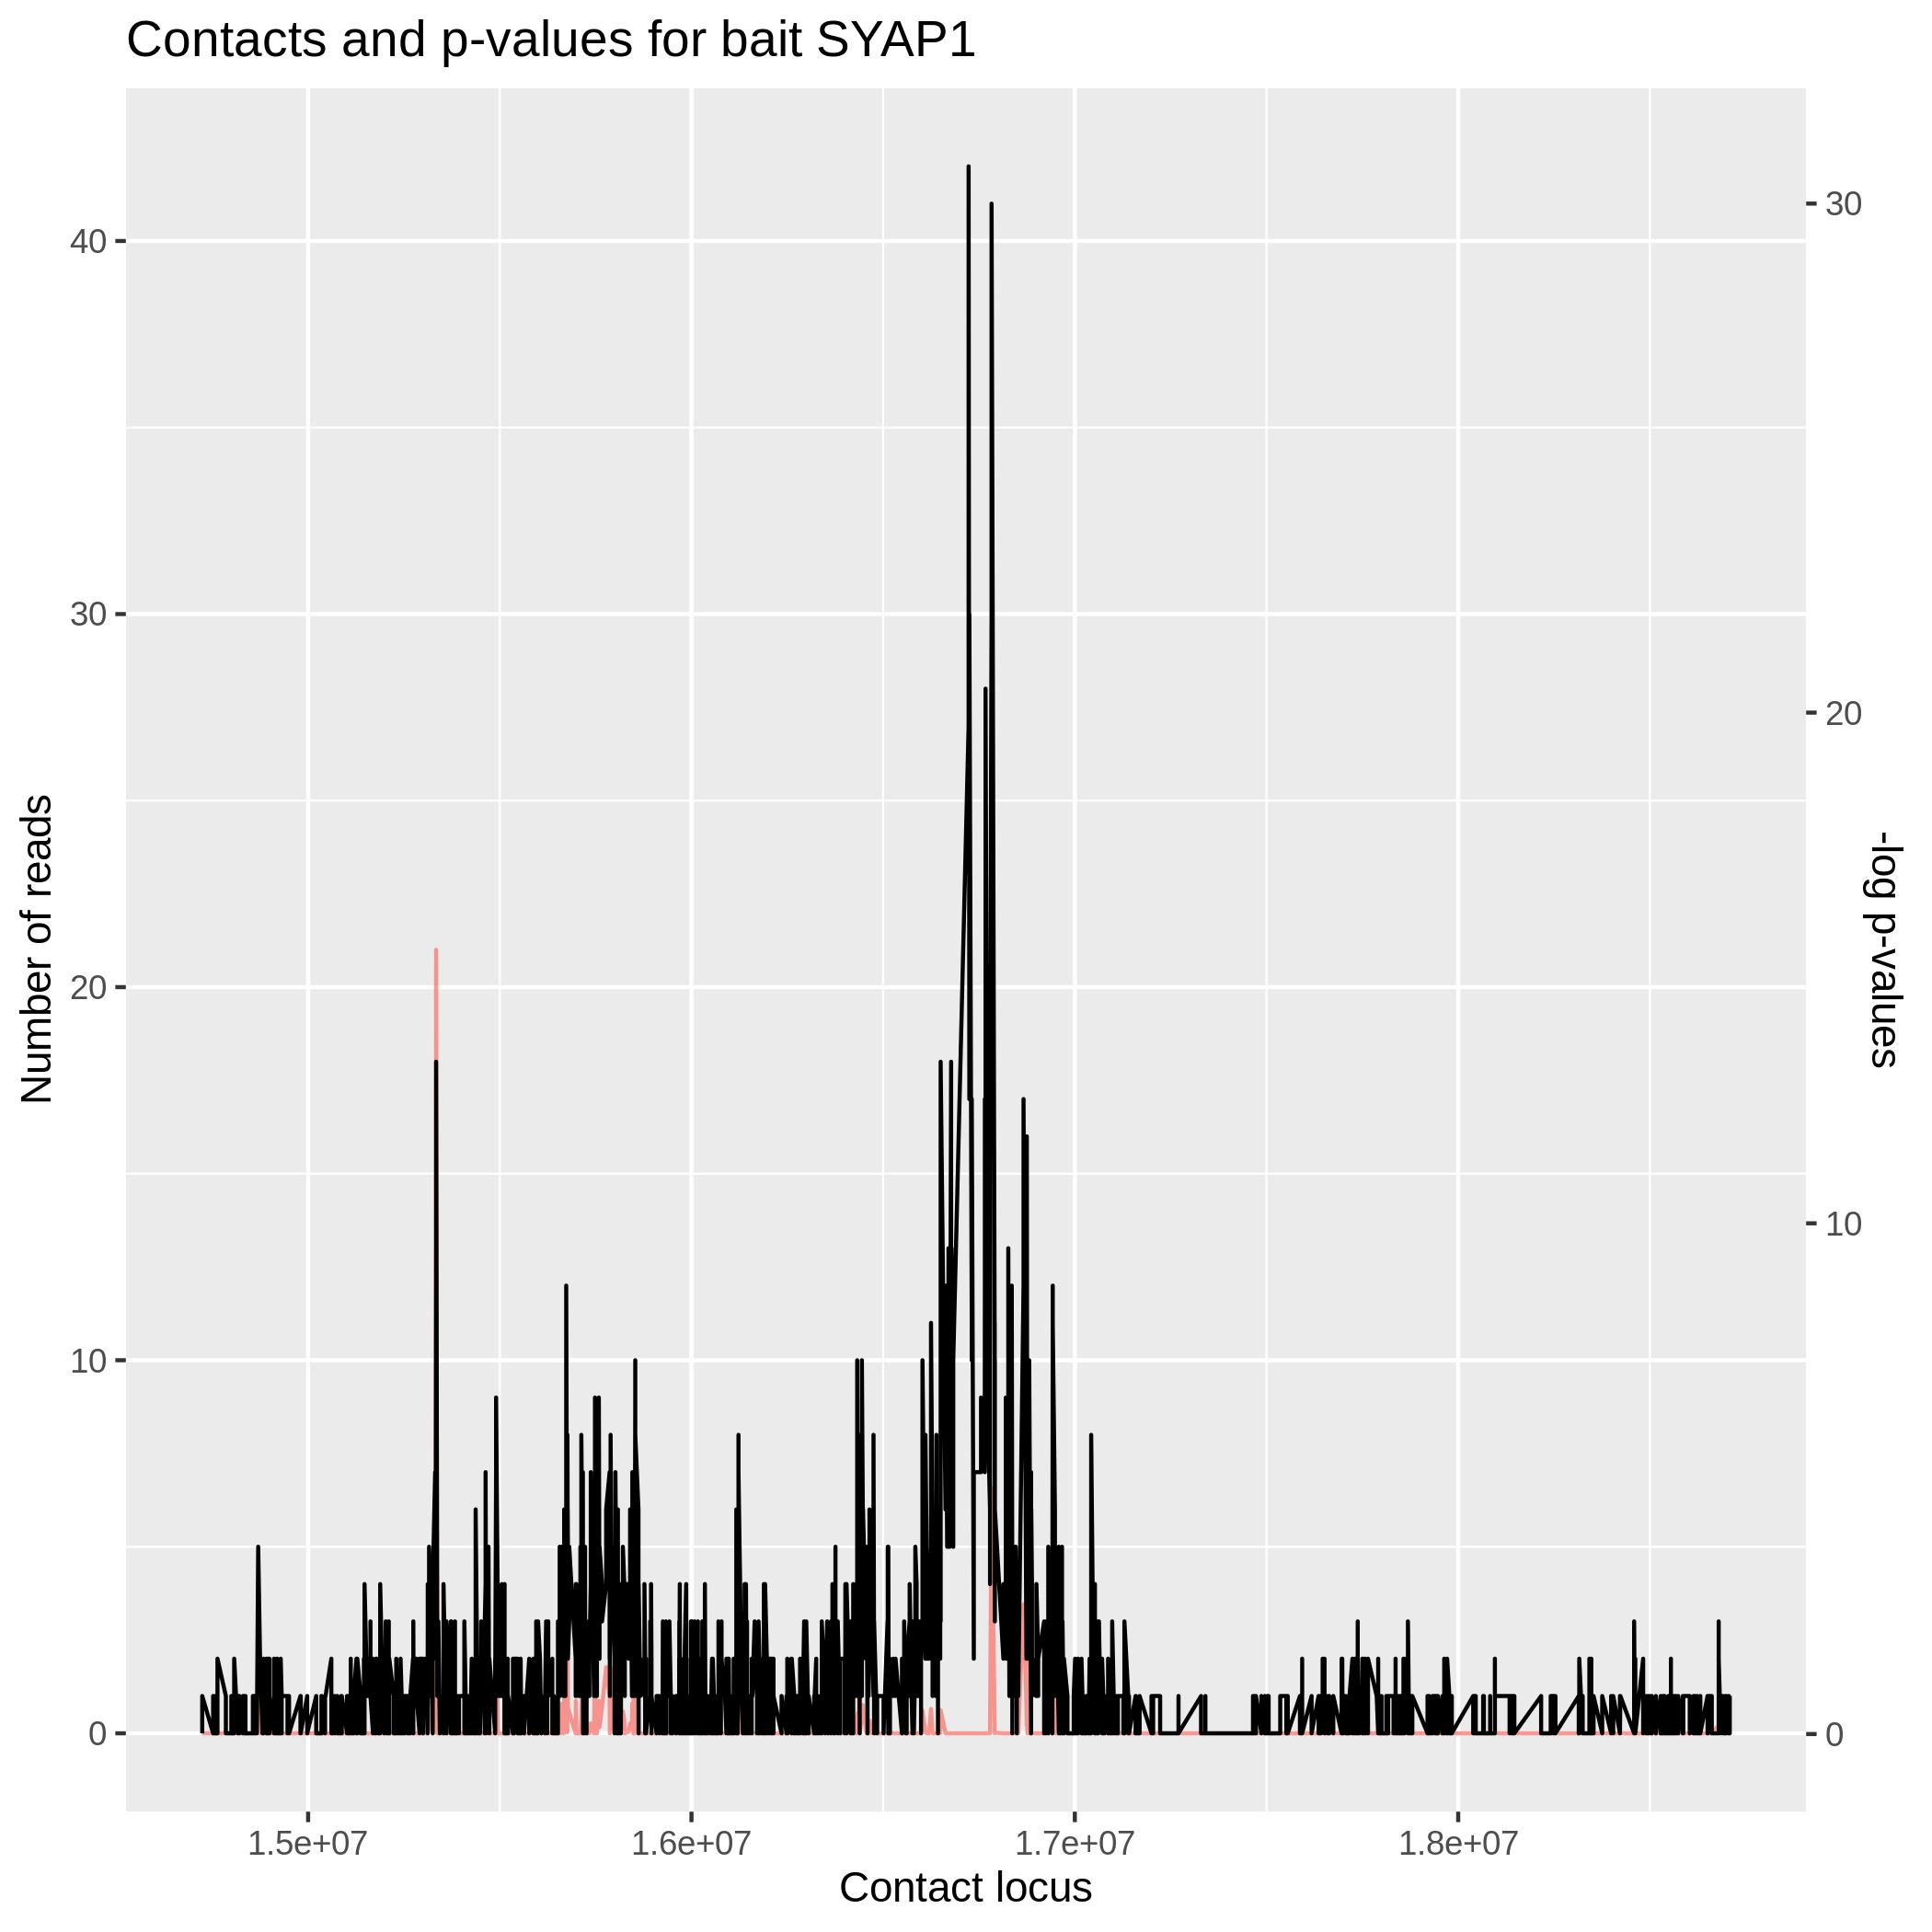 Contacts and p-values for bait SYAP1
Number of reads
40
30
20
10
0
30
20
10
0
-log p-values
1.5e+07
1.6e+07
1.7e+07
1.8e+07
Contact locus